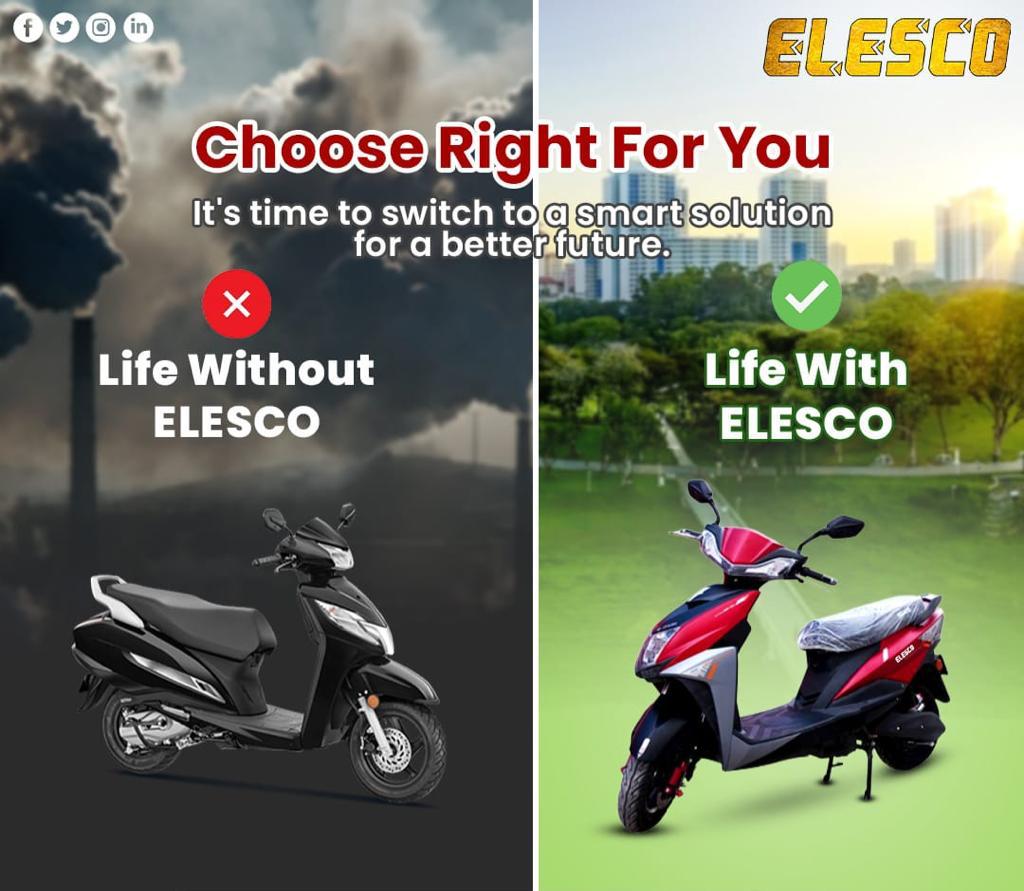 ELESCO
Choose Right For You
It's time to switch to a smart solution
for a better future.
Life Without
ELESCO
Life With
ELESCO
ELESCO